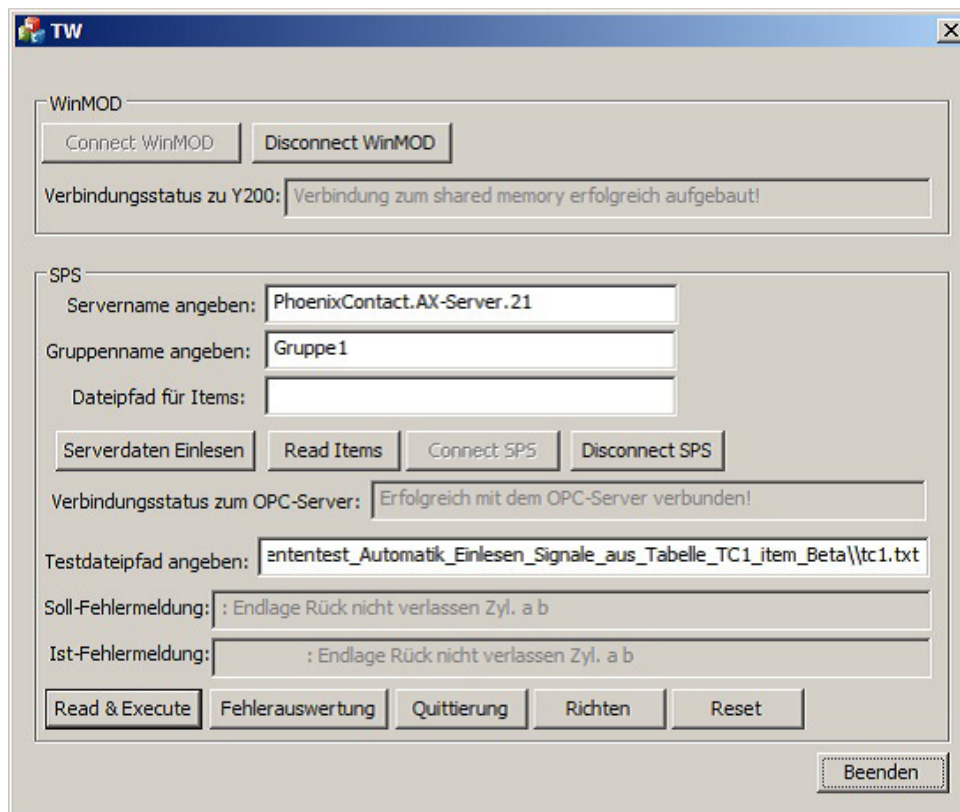 TW
WinMOD
Connect WinMOD Disconnect WinMOD
Verbindungsstatus zu Y200: Verbindung zum shared memory erfolgreich aufgebaut!
SPS
Servername angeben: PhoenixContact.AX-Server.21
Gruppenname angeben: Gruppe1
Dateipfad für Items:
Serverdaten Einlesen Read Items Connect SPS Disconnect SPS
Verbindungsstatus zum OPC-Server: Erfolgreich mit dem OPC-Server verbunden!
Testdateipfad angeben: ententest_Automatik_Einlesen_Signale_aus_Tabelle_TC1_item_Beta\\tc1.txt
Soll-Fehlermeldung: : Endlage Rück nicht verlassen Zyl. a b
Ist-Fehlermeldung: : Endlage Rück nicht verlassen Zyl. a b
Read & Execute Fehlerauswertung Quittierung Richten Reset
Beenden